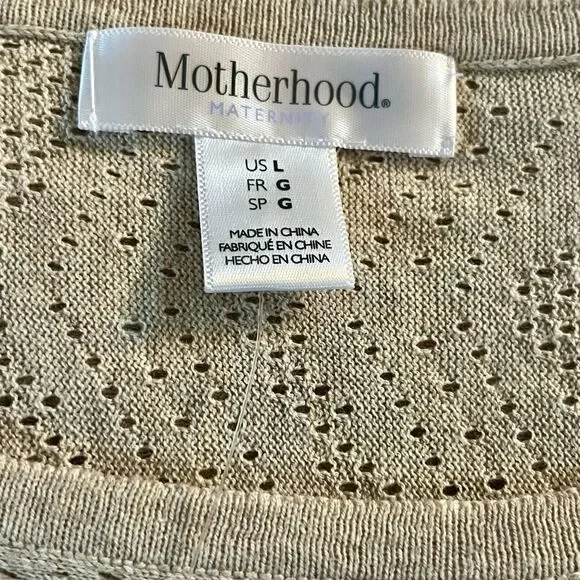 Motherhood®
MATERNITY
US L
FR G
SP G
MADE IN CHINA
FABRIQUÉ EN CHINE
HECHO EN CHINA